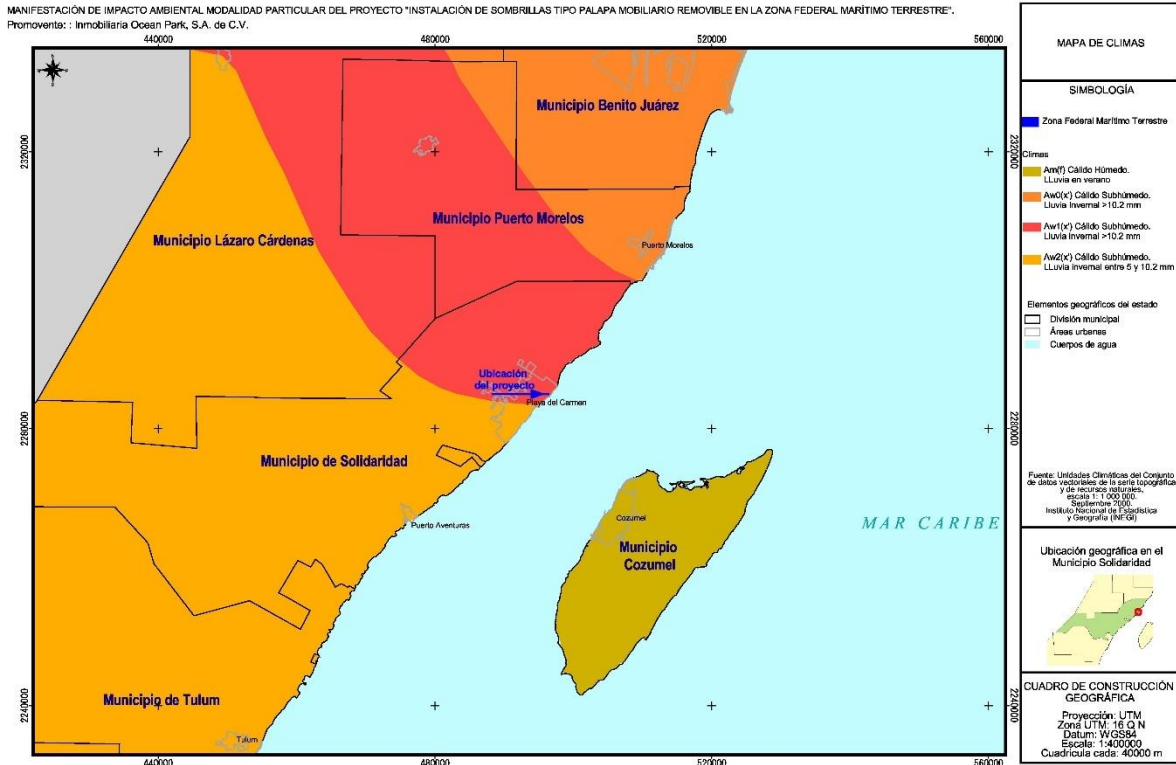 MANIFESTACIÓN DE IMPACTO AMBIENTAL MODALIDAD PARTICULAR DEL PROYECTO "INSTALACIÓN DE SOMBRILLAS TIPO PALAPA MOBILIARIO REMOVIBLE EN LA ZONA FEDERAL MARÍTIMO TERRESTRE".
Promovente: : Inmobiliaria Ocean Park, S.A. de C.V.
440000
480000
520000
560000
2320000
2280000
2240000
Municipio Benito Juárez
Municipio Puerto Morelos
Municipio Lázaro Cárdenas
Puerto Morelos
Ubicación
del proyecto
Playa del Carmen
Municipio de Solidaridad
Puerto Aventuras
Cozumel
Municipio
Cozumel
MAR CARIBE
Municipio de Tulum
Tulum
2320000
2280000
2240000
440000
480000
520000
560000
MAPA DE CLIMAS
SIMBOLOGÍA
Zona Federal Marítimo Terrestre
Climas
Am(f) Cálido Húmedo.
LLuvia en verano
Aw0(x') Cálido Subhúmedo.
Lluvia invernal >10.2 mm
Aw1(x') Cálido Subhúmedo.
Lluvia invernal >10.2 mm
Aw2(x') Cálido Subhúmedo.
LLuvia invernal entre 5 y 10.2 mm
Elementos geográficos del estado
División municipal
Áreas urbanas
Cuerpos de agua
Fuente: Unidades Climáticas del Conjunto
de datos vectoriales de la serie topográfica
y de recursos naturales,
escala 1: 1 000 000.
Septiembre 2000.
Instituto Nacional de Estadística
y Geografía (INEGI)
Ubicación geográfica en el
Municipio Solidaridad
CUADRO DE CONSTRUCCIÓN
GEOGRÁFICA
Proyección: UTM
Zona UTM: 16 Q N
Datum: WGS84
Escala: 1:400000
Cuadrícula cada: 40000 m